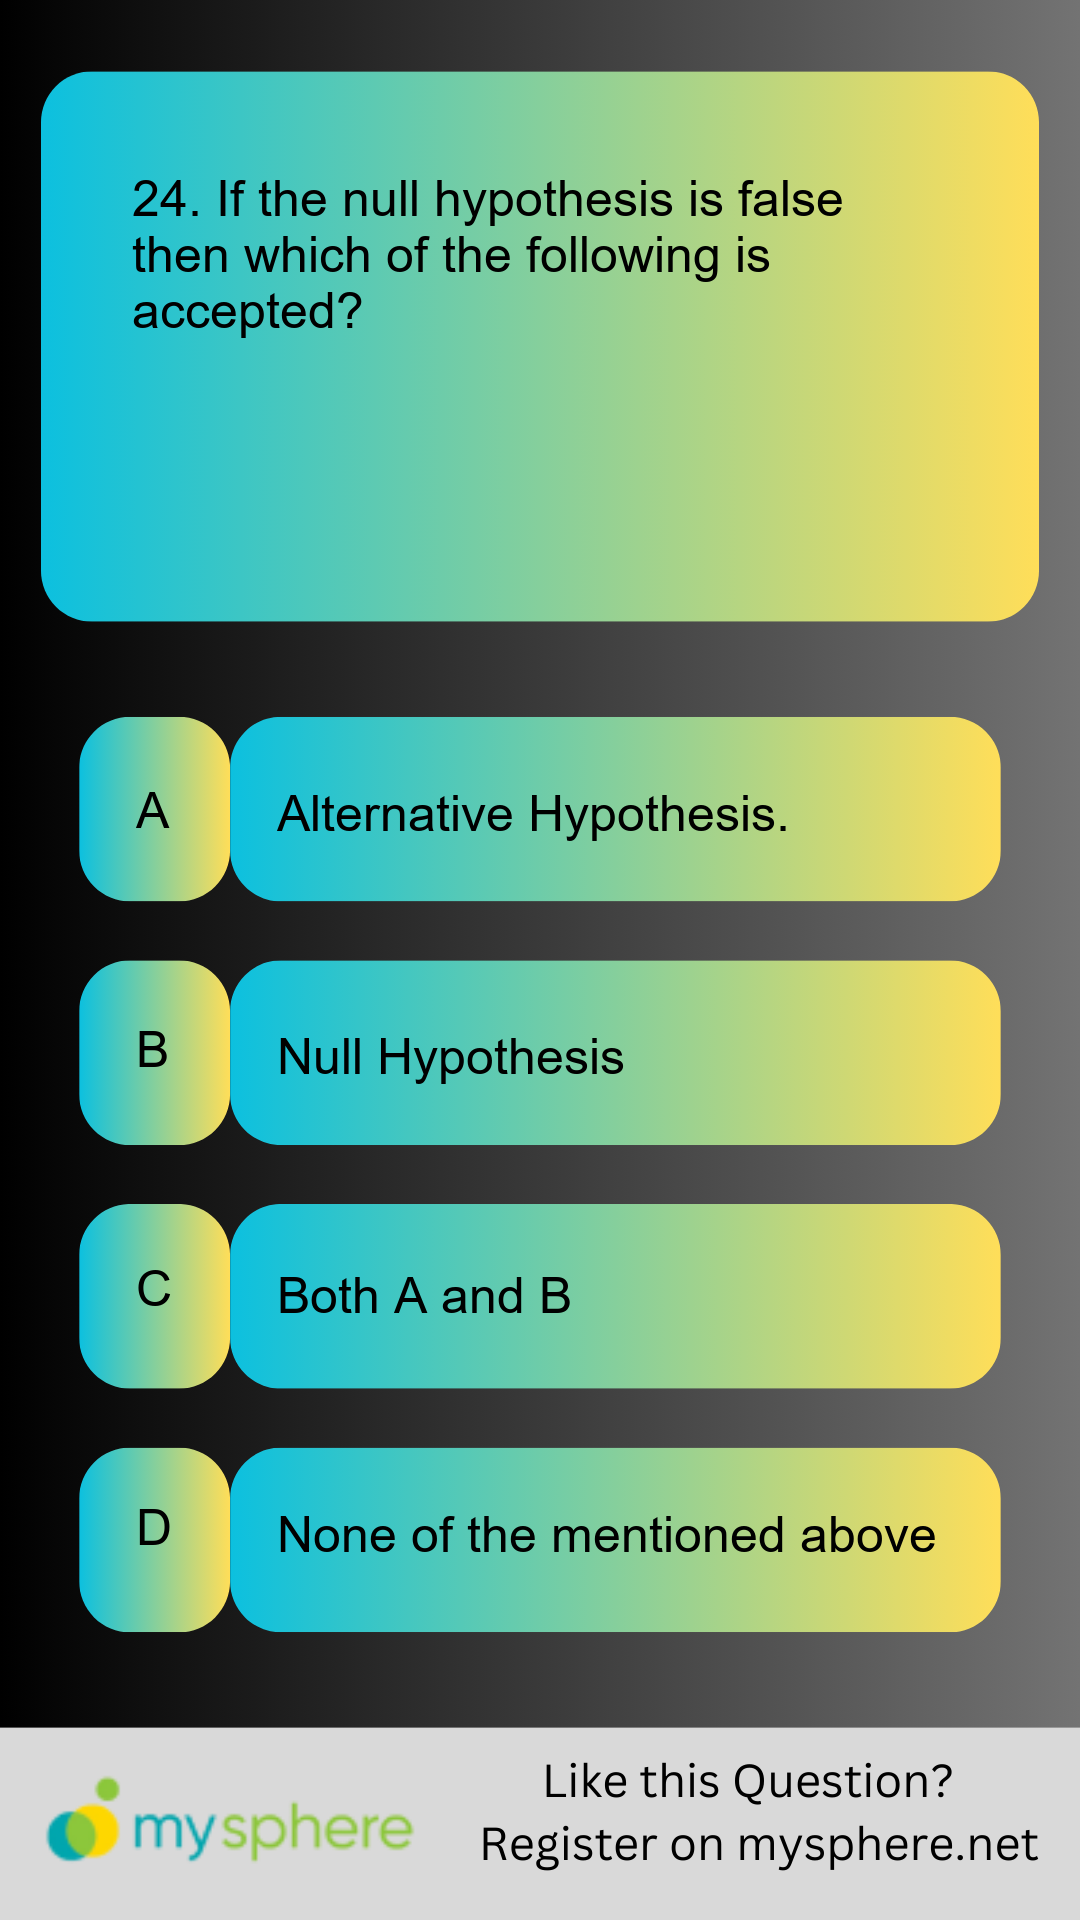 24. If the null hypothesis is false
then which of the following is
accepted?
A
Alternative Hypothesis.
B
Null Hypothesis
C
Both A and B
D
None of the mentioned above
mysphere
Like this Question?
Register on mysphere.net